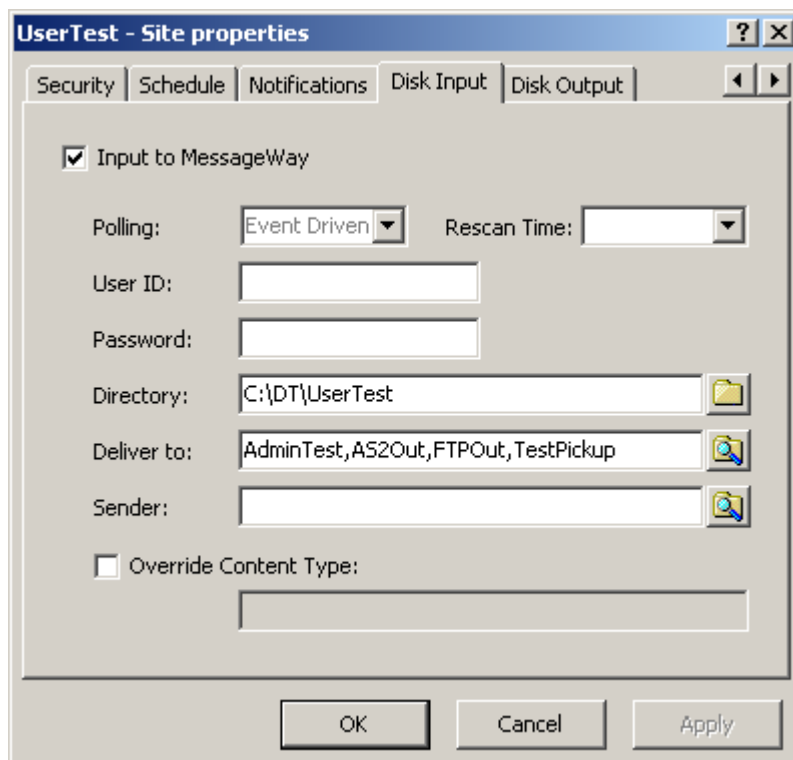 UserTest - Site properties
Security Schedule Notifications Disk Input Disk Output
Input to MessageWay
Polling: Event Driven Rescan Time:
User ID:
Password:
Directory: C:\DT\UserTest
Deliver to: AdminTest,AS2Out,FTPOut,TestPickup
Sender:
Override Content Type:
OK Cancel Apply